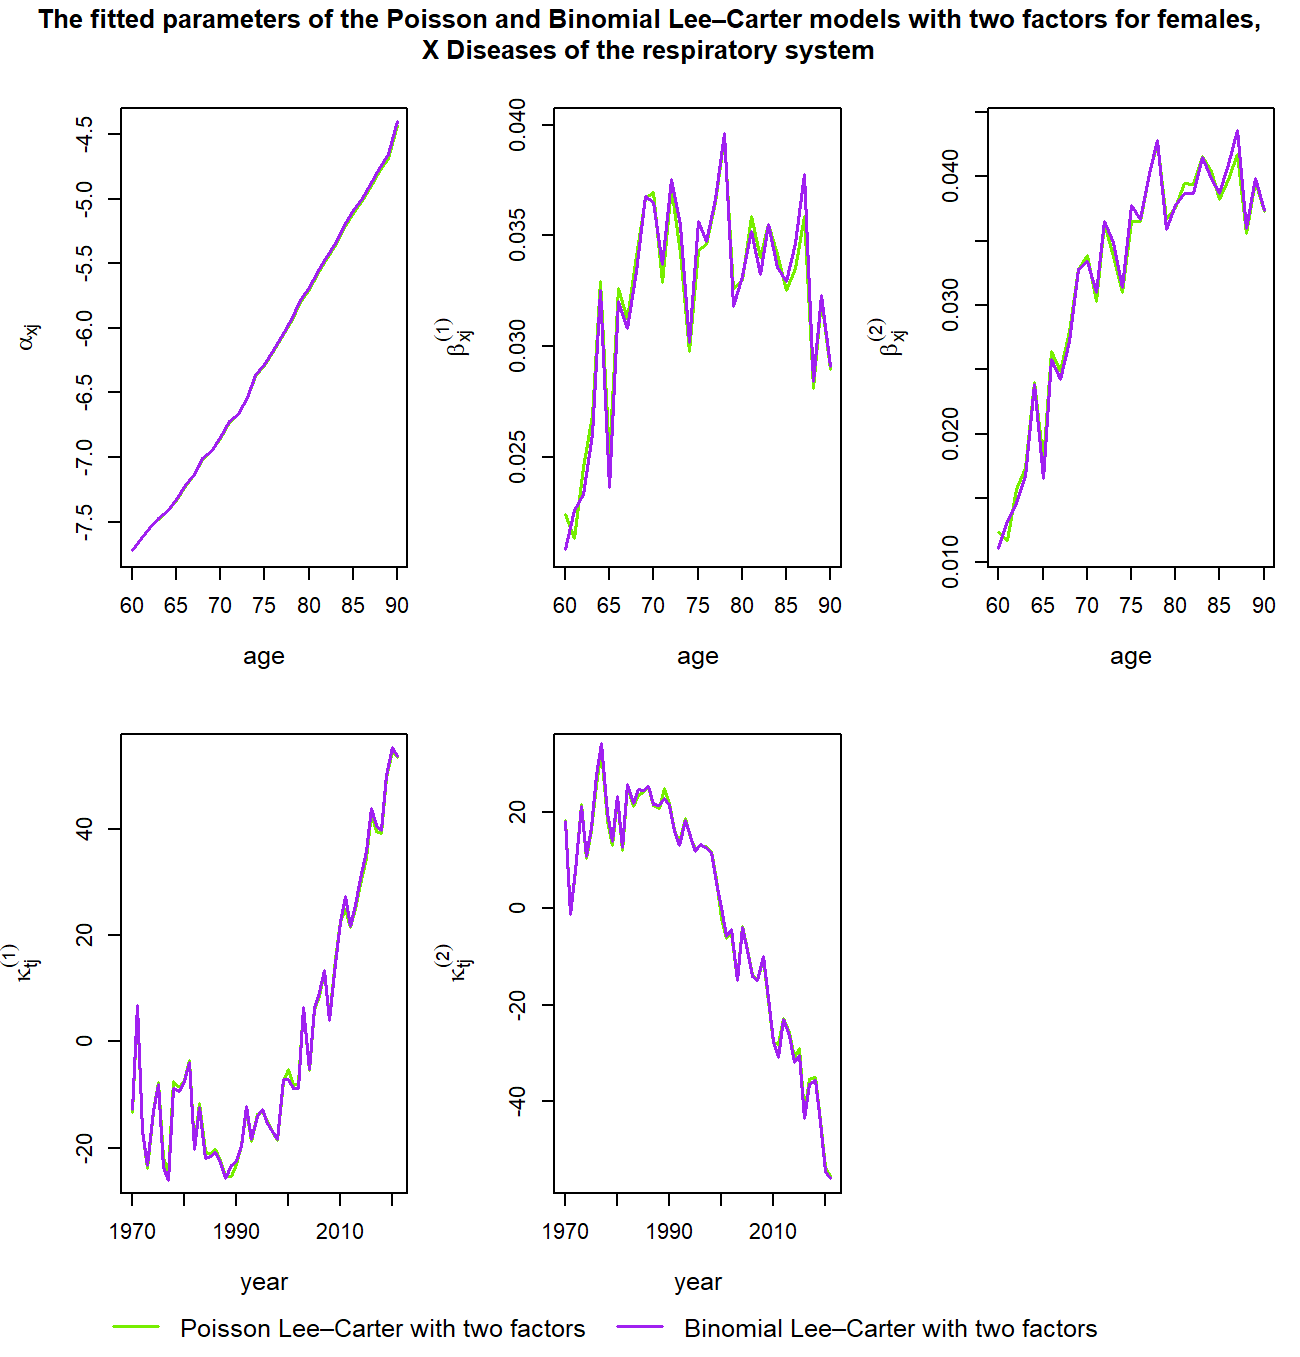 The fitted parameters of the Poisson and Binomial Lee–Carter models with two factors for females,
X Diseases of the respiratory system
αxj
-4.5
-5.0
-5.5
-6.0
-6.5
-7.0
-7.5
60 65 70 75 80 85 90
age
βxj(1)
0.040
0.035
0.030
0.025
60 65 70 75 80 85 90
age
βxj(2)
0.040
0.030
0.020
0.010
60 65 70 75 80 85 90
age
κtj(1)
40
20
0
-20
1970 1990 2010
year
κtj(2)
20
0
-20
-40
1970 1990 2010
year
Poisson Lee–Carter with two factors Binomial Lee–Carter with two factors